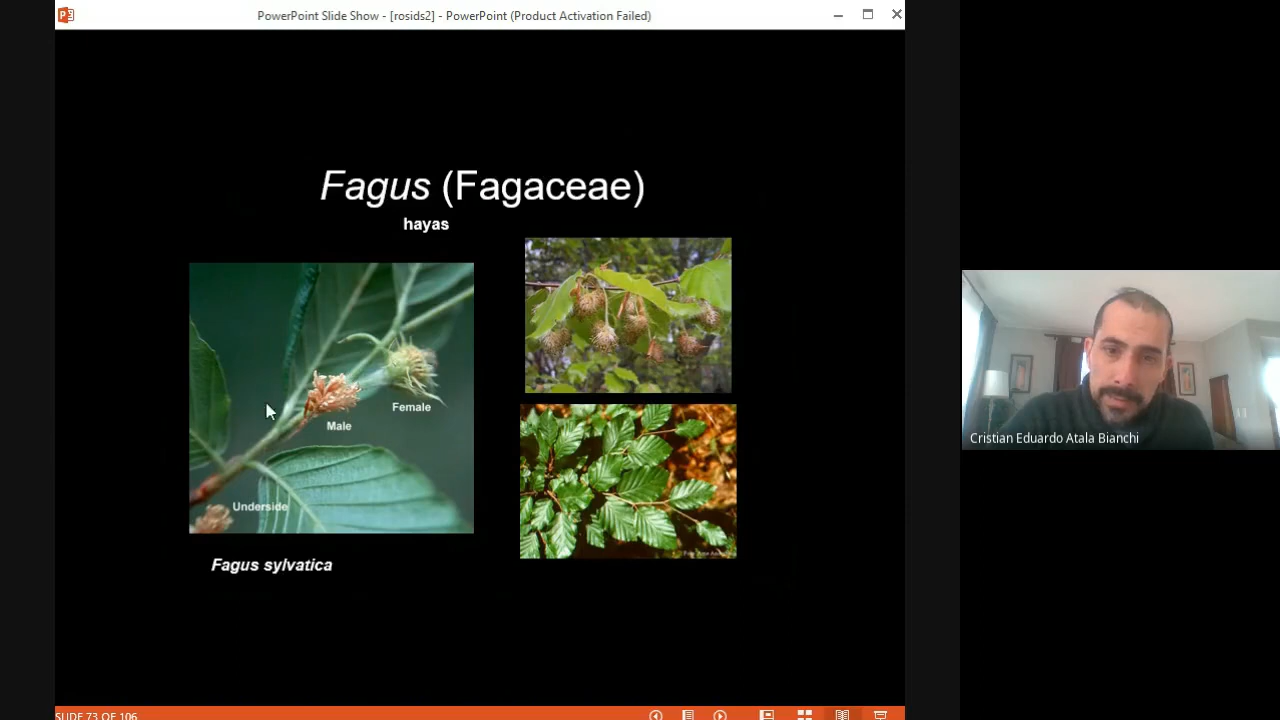 PowerPoint Slide Show - [rosids2] - PowerPoint (Product Activation Failed)
Fagus (Fagaceae)
hayas
Female
Male
Underside
Fagus sylvatica
Cristian Eduardo Atala Bianchi
SLIDE 73 OF 106